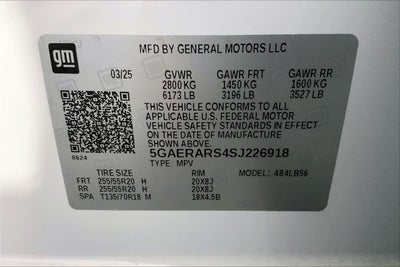 gm
MFD BY GENERAL MOTORS LLC
03/25 GVWR GAWR FRT GAWR RR
2800 KG 1450 KG 1600 KG
6173 LB 3196 LB 3527 LB
THIS VEHICLE CONFORMS TO ALL
APPLICABLE U.S. FEDERAL MOTOR
VEHICLE SAFETY STANDARDS IN EFFECT
ON THE DATE OF MANUFACTURE
SHOWN ABOVE.
8624
5GAERARS4SJ226918
TYPE: MPV
TIRE SIZE RIM MODEL: 484LB56
FRT 255/55R20 H 20X8J
RR 255/55R20 H 20X8J
SPA T135/70R18 M 18X4.5B